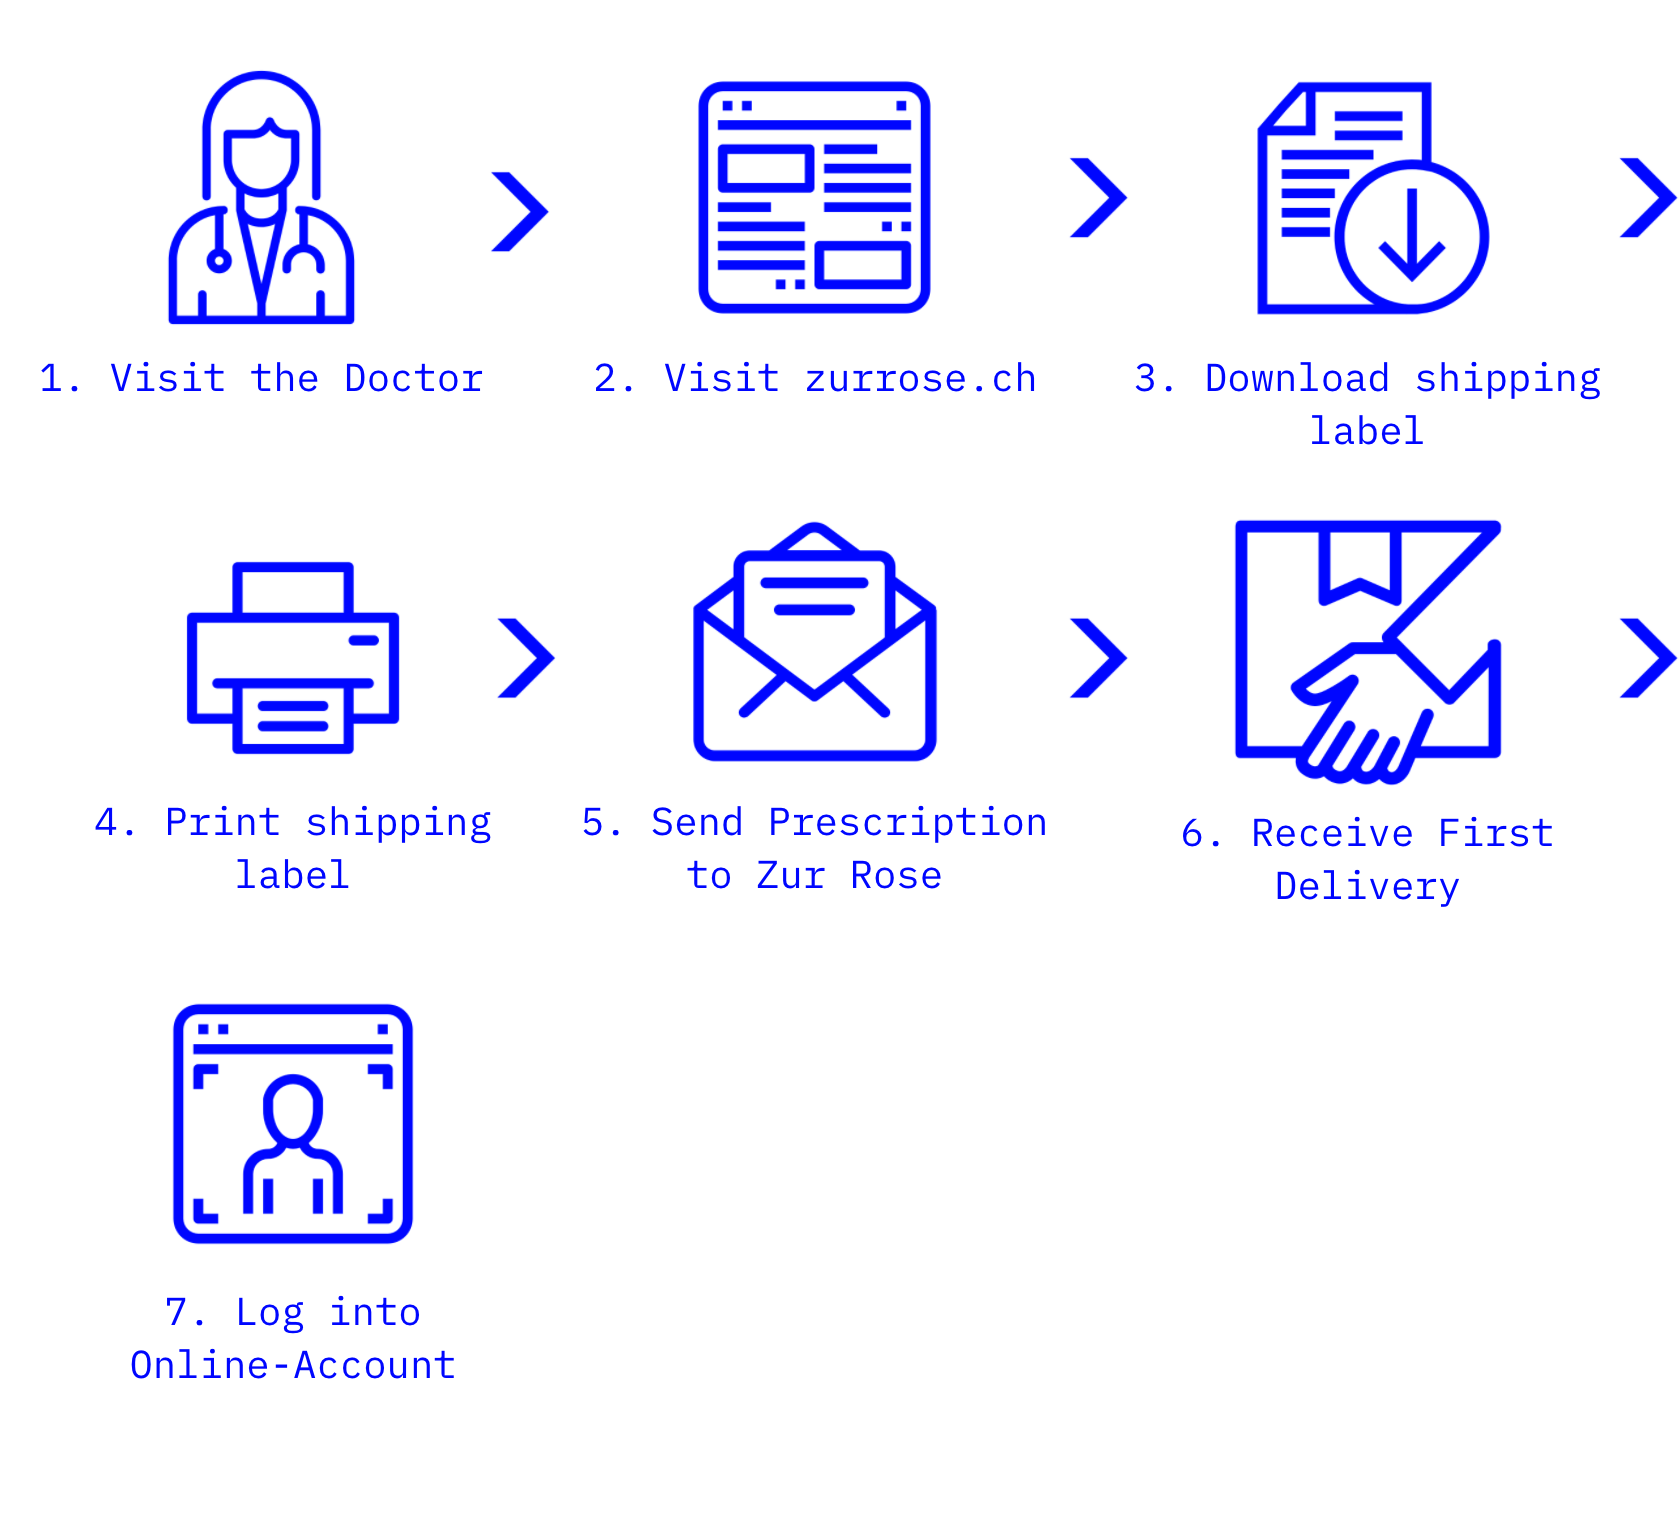 1. Visit the Doctor
2. Visit zurrose.ch
3. Download shipping
label
4. Print shipping
label
5. Send Prescription
to Zur Rose
6. Receive First
Delivery
7. Log into
Online-Account